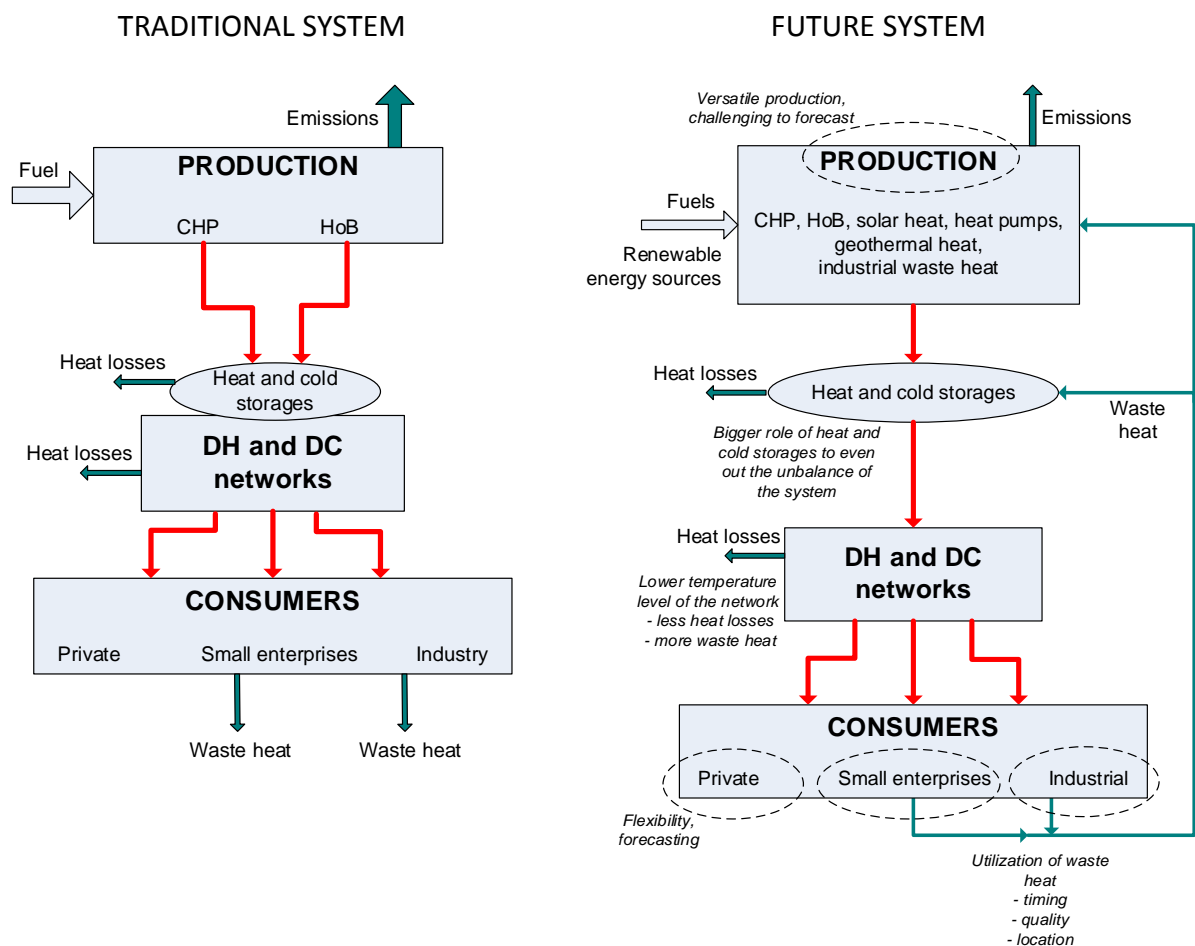 TRADITIONAL SYSTEM
Emissions
Fuel
PRODUCTION
CHP
HoB
Heat losses
Heat and cold
storages
Heat losses
DH and DC
networks
CONSUMERS
Private
Small enterprises
Industry
Waste heat
Waste heat
FUTURE SYSTEM
Versatile production,
challenging to forecast
Emissions
PRODUCTION
Fuels
Renewable
energy sources
CHP, HoB, solar heat, heat pumps,
geothermal heat,
industrial waste heat
Heat losses
Heat and cold storages
Waste
heat
Bigger role of heat and
cold storages to even
out the unbalance of
the system
Heat losses
DH and DC
networks
Lower temperature
level of the network
- less heat losses
- more waste heat
CONSUMERS
Private
Small enterprises
Industrial
Flexibility,
forecasting
Utilization of waste
heat
- timing
- quality
- location